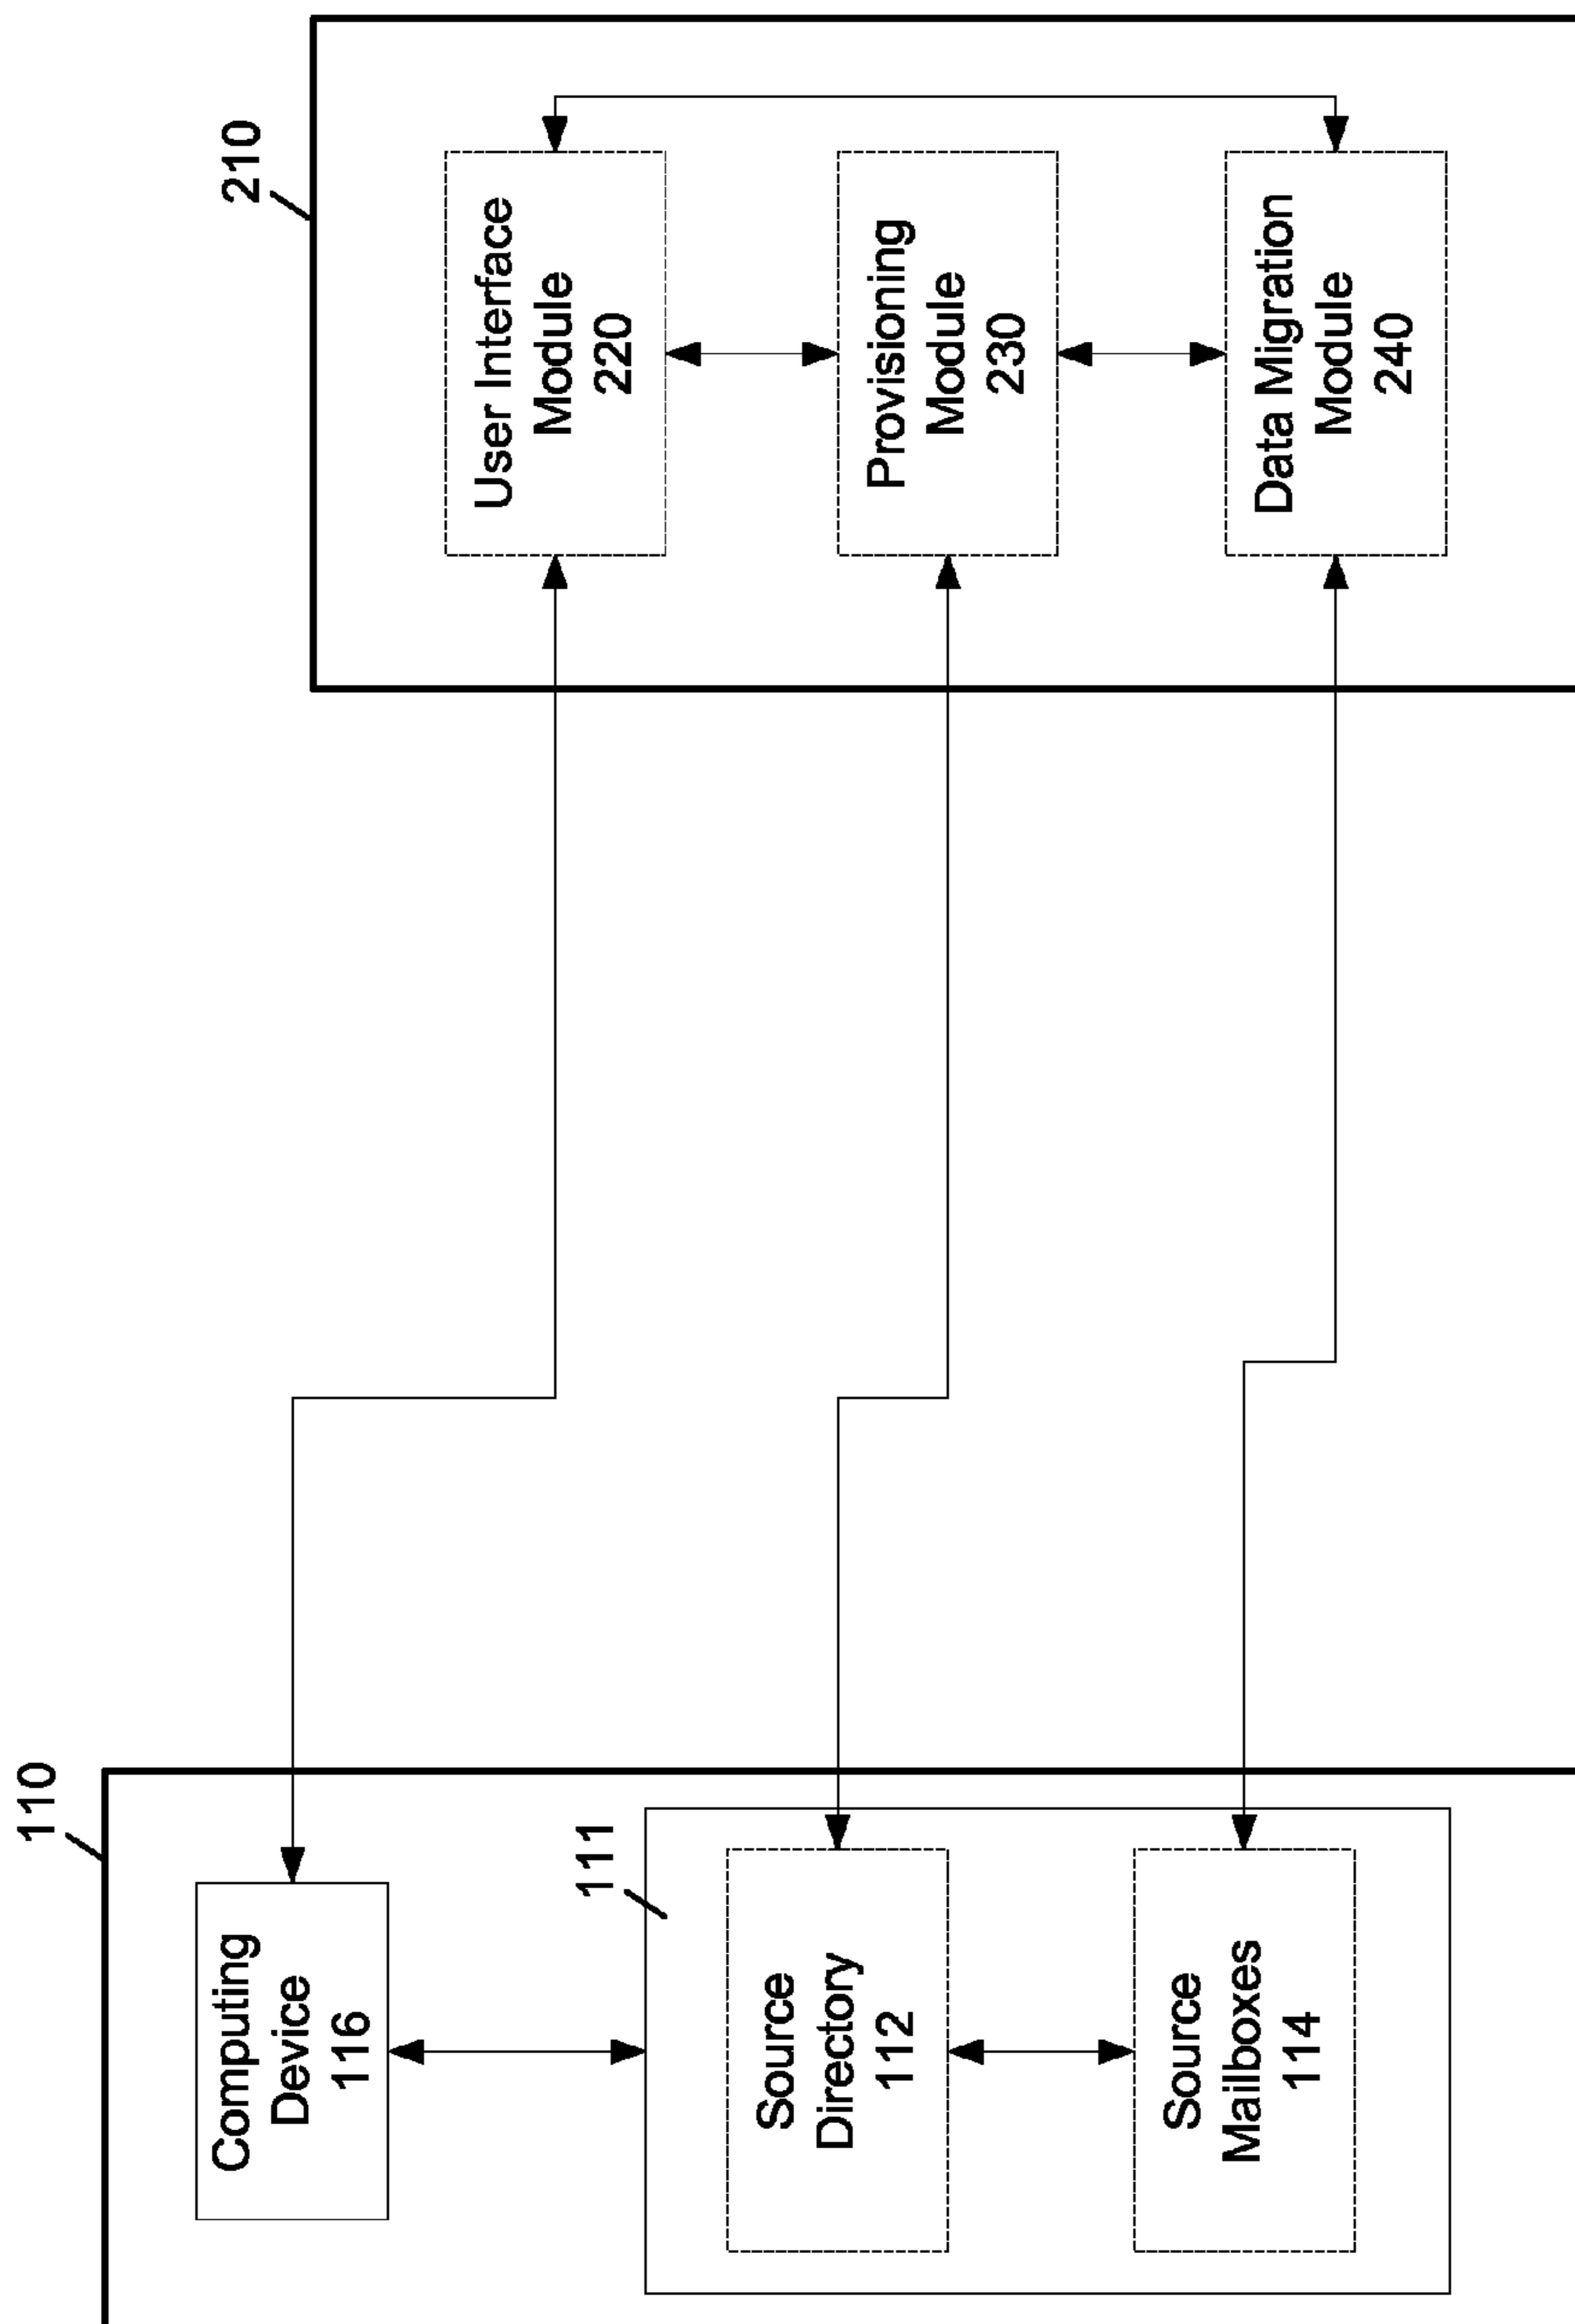 110
Computing
Device
116
111
Source
Directory
112
Source
Mailboxes
114
210
User Interface
Module
220
Provisioning
Module
230
Data Migration
Module
240